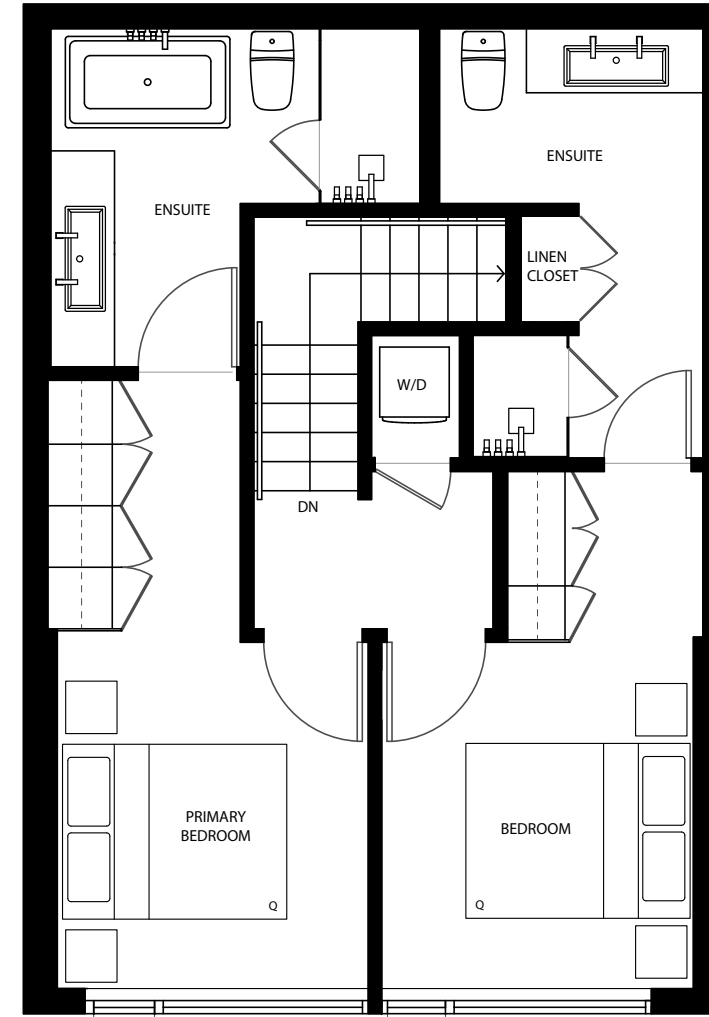 ENSUITE
ENSUITE
LINEN
CLOSET
W/D
DN
PRIMARY
BEDROOM
BEDROOM
Q
Q